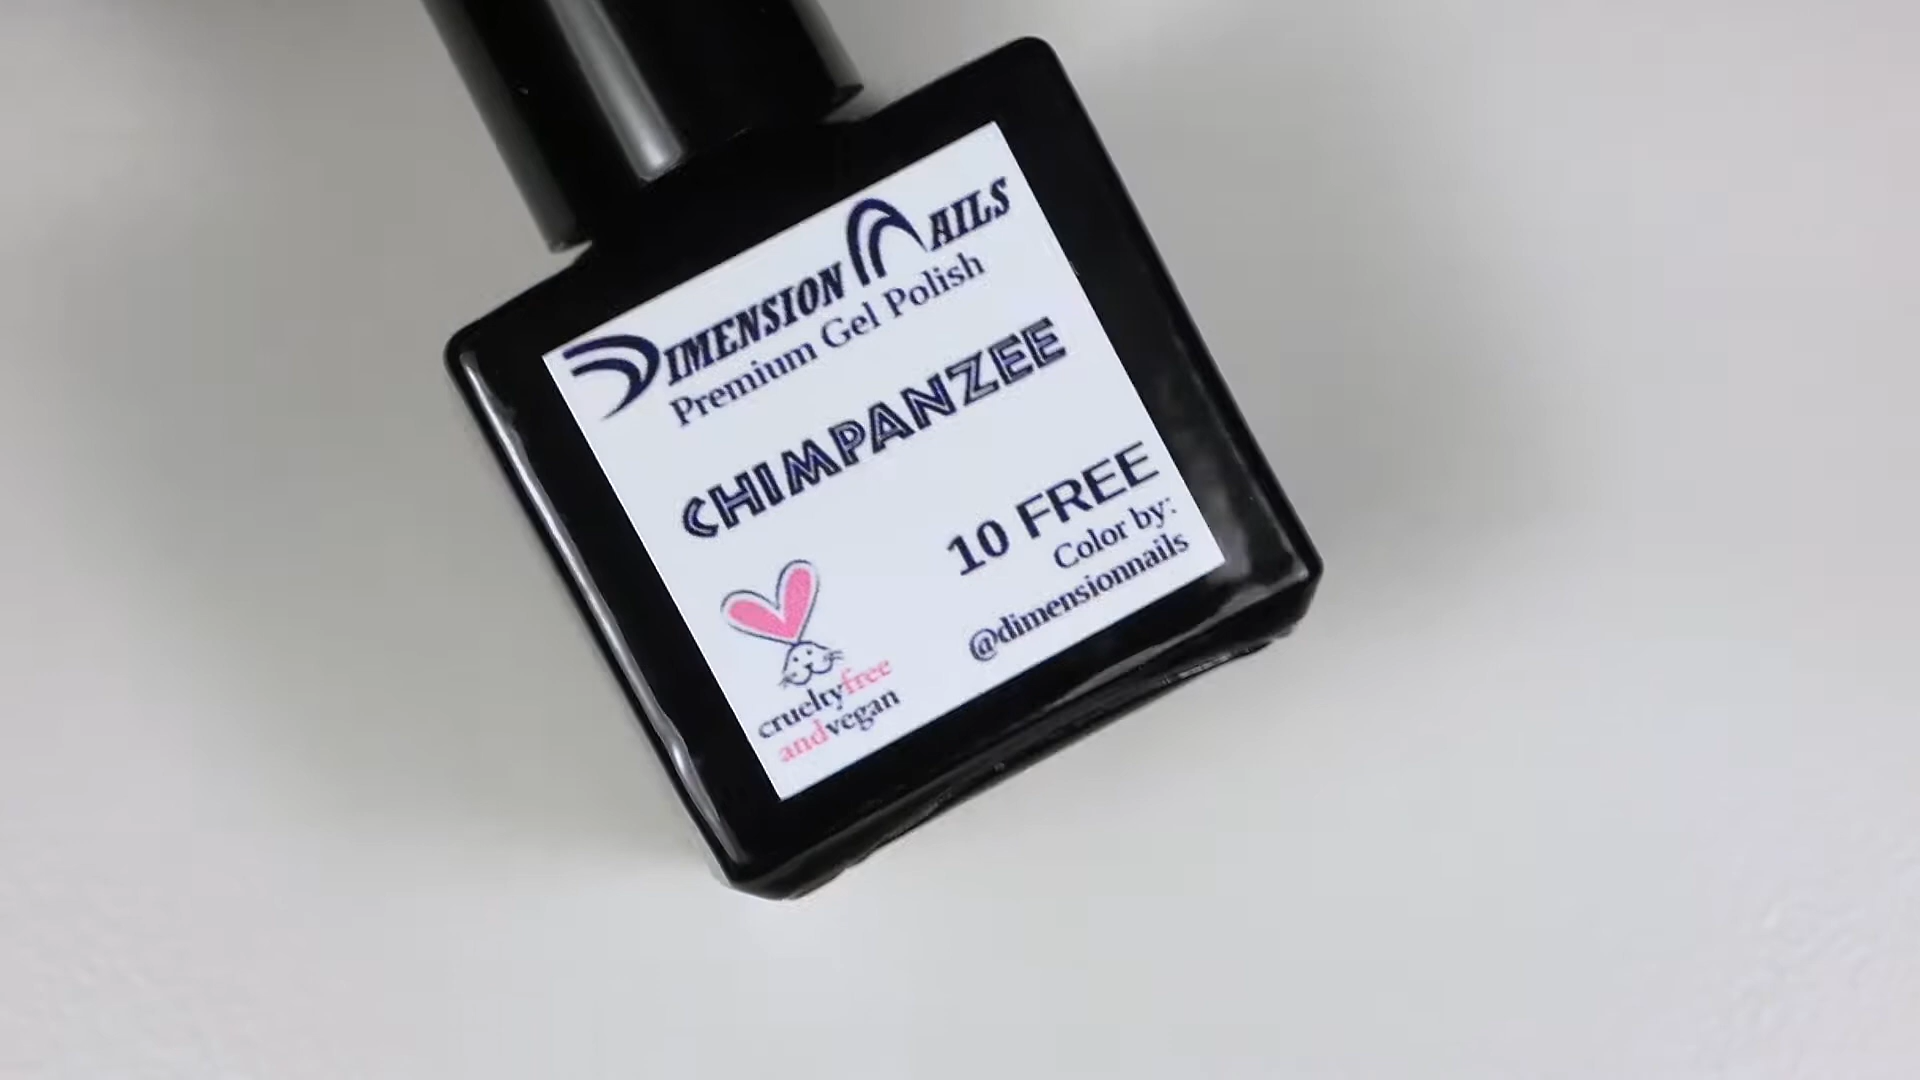 DIMENSION NAILS
Premium Gel Polish
CHIMPANZEE
10 FREE
Color by:
@dimensionnails
crueltyfree
andvegan